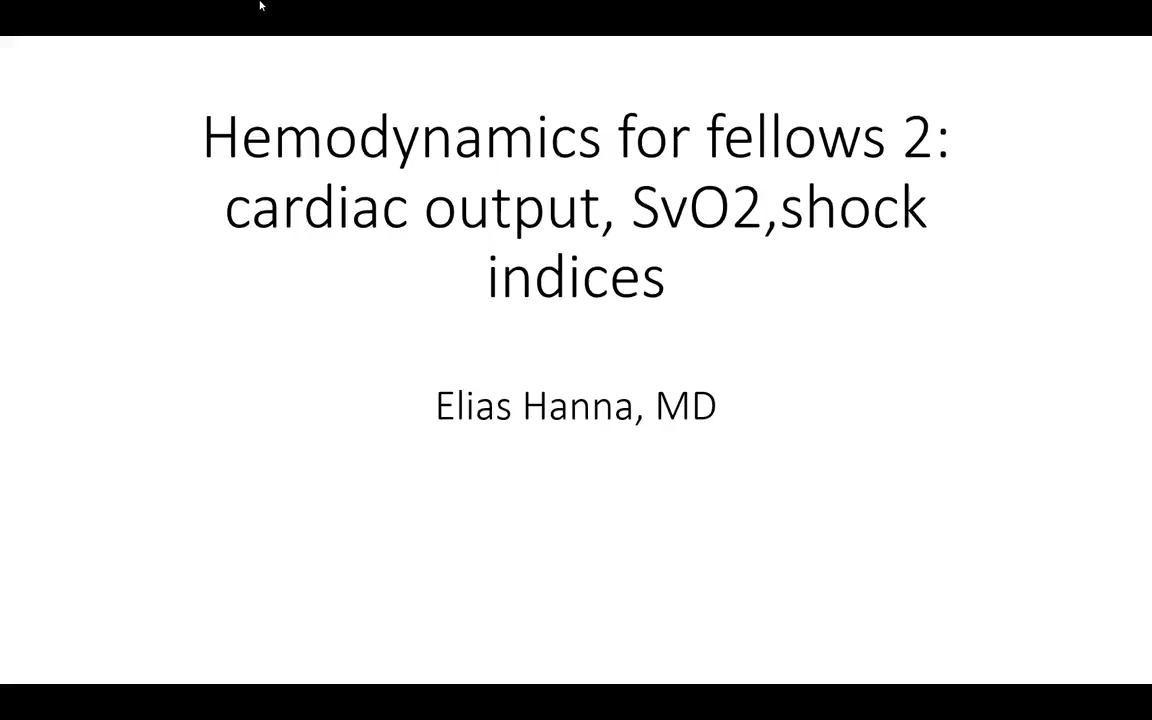 Hemodynamics for fellows 2:
cardiac output, SvO2,shock
indices
Elias Hanna, MD